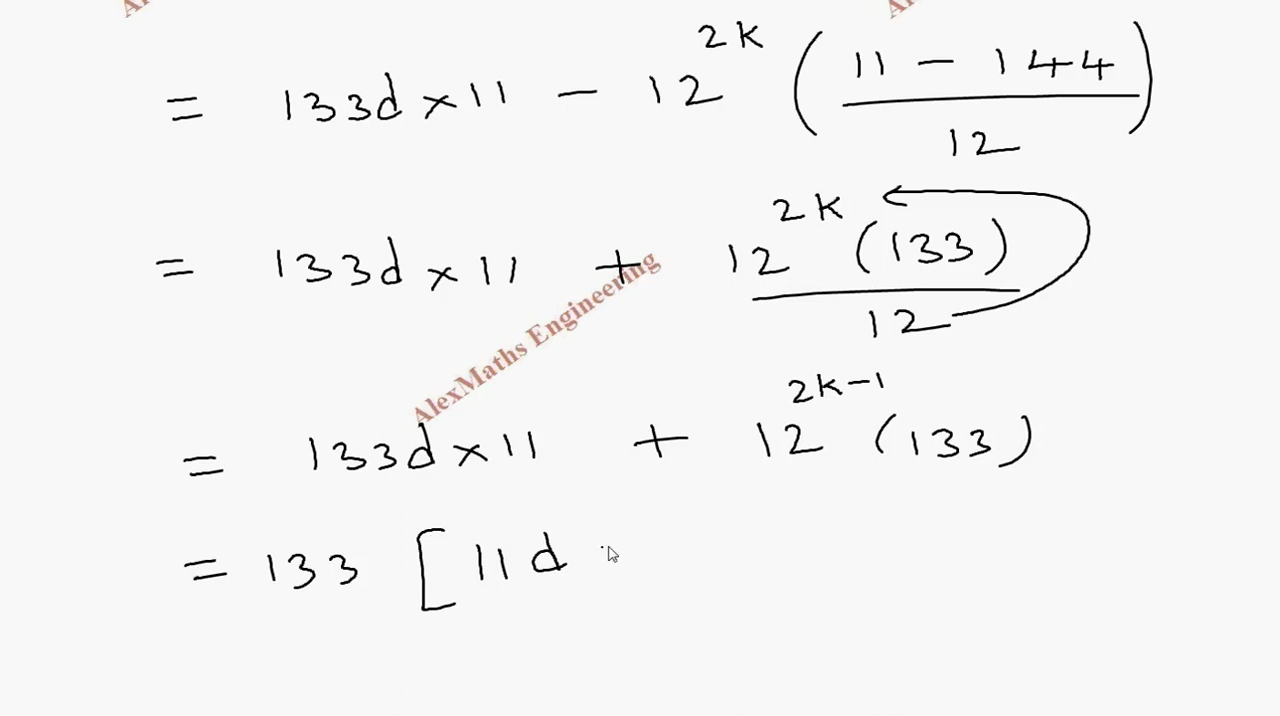 = 133d × 11 − 12^{2K} ( (11 − 144) / 12 )
= 133d × 11 + 12^{2K} (133) / 12
AlexMaths Engineering
= 133d × 11 + 12^{2K−1} (133)
= 133 [ 11d